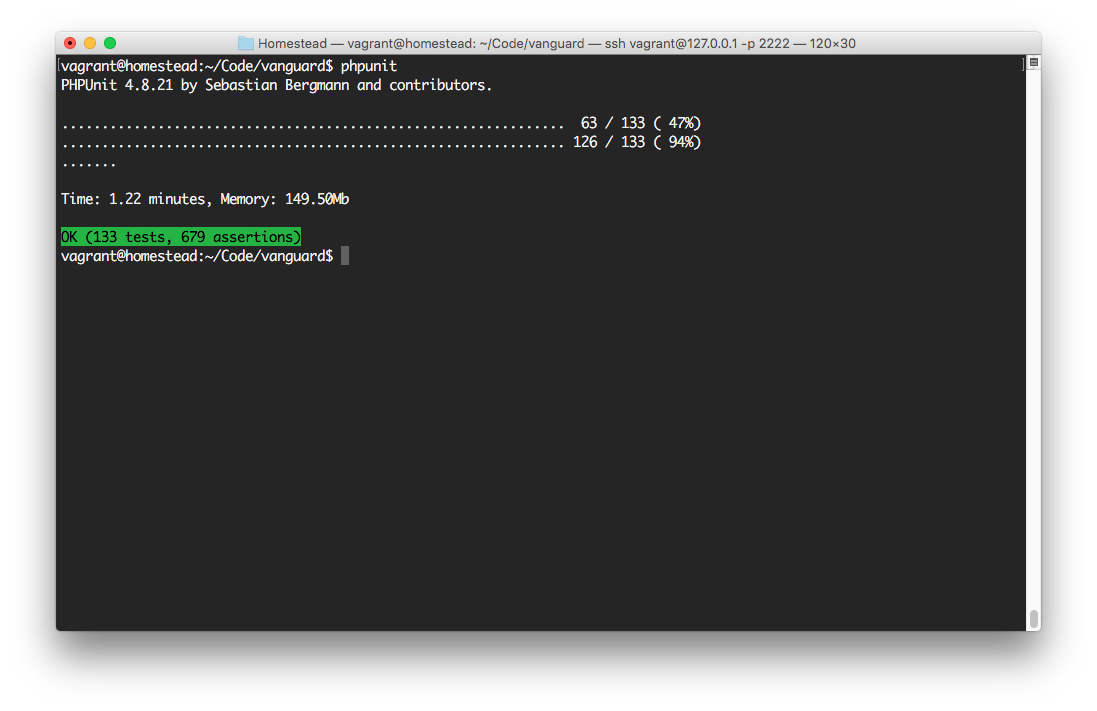 Homestead — vagrant@homestead: ~/Code/vanguard — ssh vagrant@127.0.0.1 -p 2222 — 120×30
[vagrant@homestead:~/Code/vanguard$ phpunit ]
PHPUnit 4.8.21 by Sebastian Bergmann and contributors.
............................................................... 63 / 133 ( 47%)
............................................................... 126 / 133 ( 94%)
.......
Time: 1.22 minutes, Memory: 149.50Mb
OK (133 tests, 679 assertions)
vagrant@homestead:~/Code/vanguard$